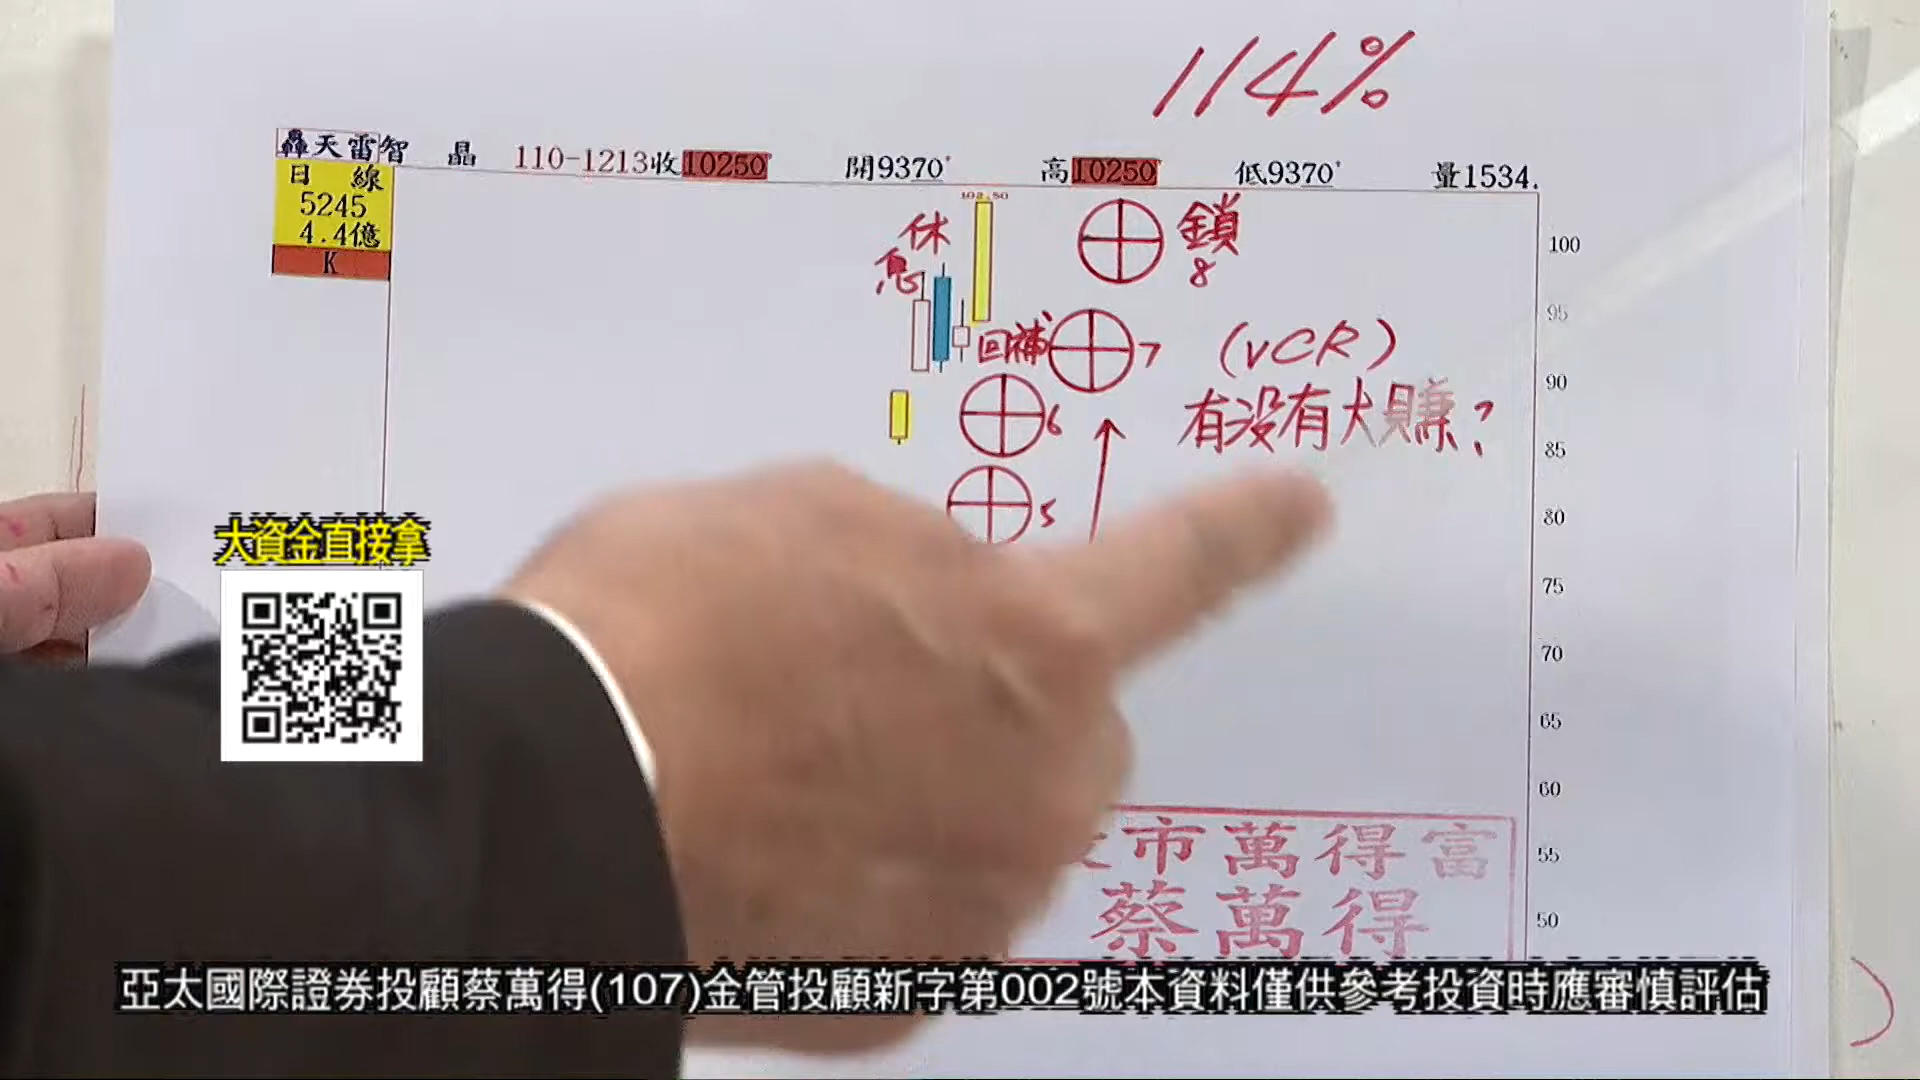 114%
轟天雷智 晶 110-1213收10250' 開9370' 高10250' 低9370' 量1534.
日 線
5245
4.4億
K
102.50
休
息
鎖
8
回補
7
6
5
(VCR)
有没有大賺?
100
95
90
85
80
75
70
65
60
55
50
大資金直接拿
市萬得富
蔡萬得
亞太國際證券投顧蔡萬得(107)金管投顧新字第002號本資料僅供參考投資時應審慎評估